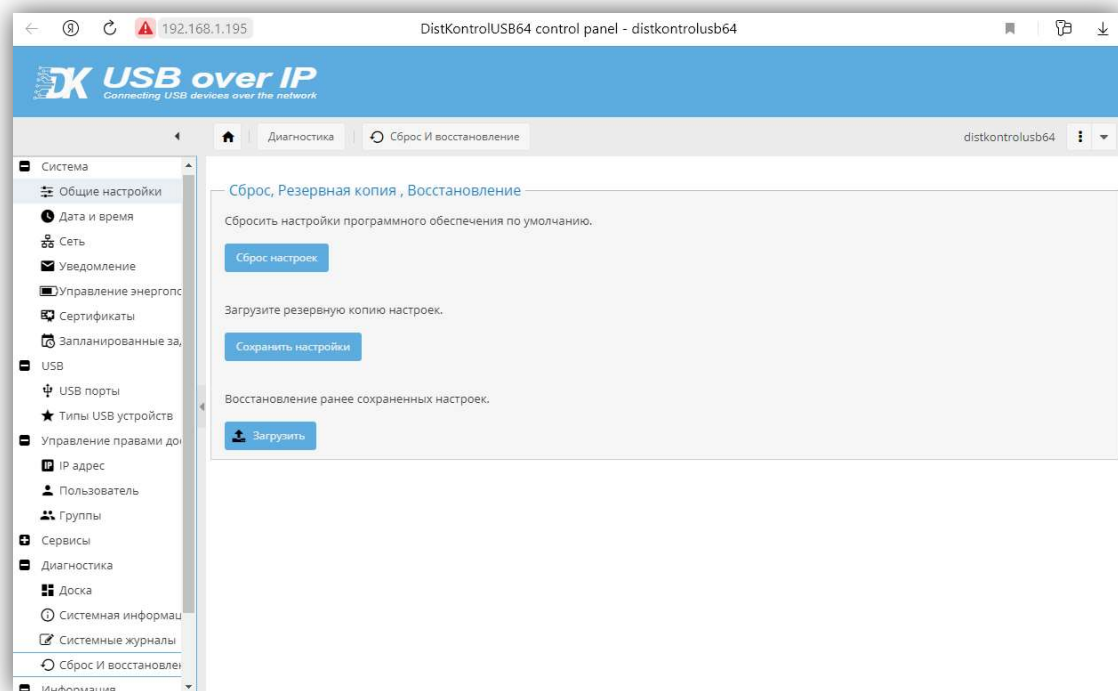 192.168.1.195
DistKontrolUSB64 control panel - distkontrolusb64
DK USB over IP
Connecting USB devices over the network
Диагностика
Сброс И восстановление
distkontrolusb64
Система
Общие настройки
Дата и время
Сеть
Уведомление
Управление энергопо
Сертификаты
Запланированные за
USB
USB порты
Типы USB устройств
Управление правами до
IP адрес
Пользователь
Группы
Сервисы
Диагностика
Доска
Системная информац
Системные журналы
Сброс И восстановле
Информация
Сброс, Резервная копия , Восстановление
Сбросить настройки программного обеспечения по умолчанию.
Сброс настроек
Загрузите резервную копию настроек.
Сохранить настройки
Восстановление ранее сохраненных настроек.
Загрузить